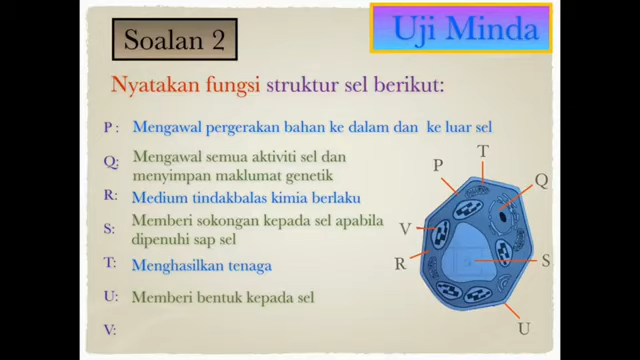 Soalan 2
Uji Minda
Nyatakan fungsi struktur sel berikut:
P : Mengawal pergerakan bahan ke dalam dan ke luar sel
Q: Mengawal semua aktiviti sel dan
menyimpan maklumat genetik
R: Medium tindakbalas kimia berlaku
S: Memberi sokongan kepada sel apabila
dipenuhi sap sel
T: Menghasilkan tenaga
U: Memberi bentuk kepada sel
V:
T
P
Q
V
R
S
U